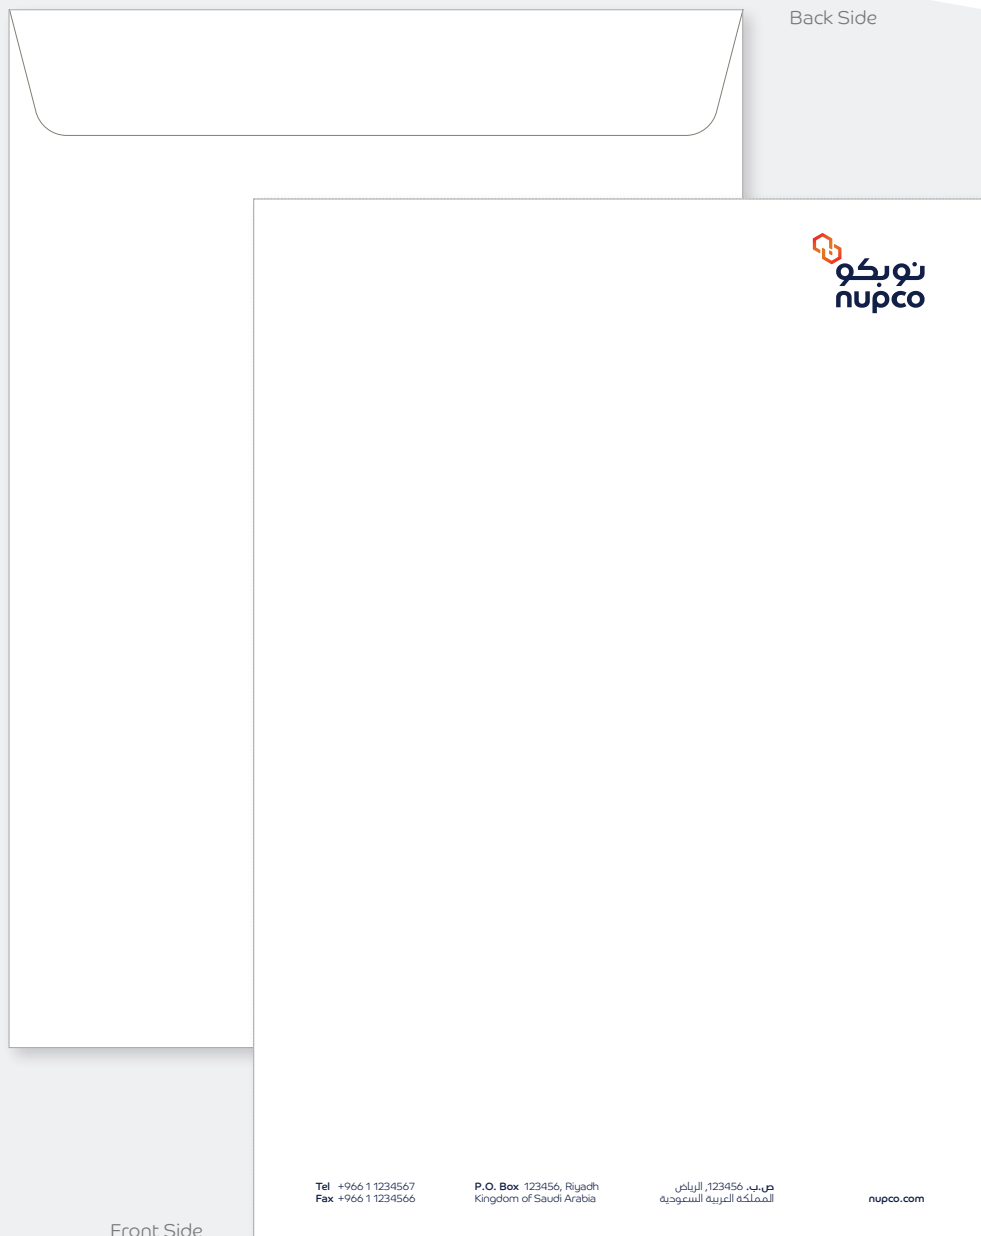 Back Side
نوبكو
nupco
Tel +966 1 1234567
Fax +966 1 1234566
P.O. Box 123456, Riyadh
Kingdom of Saudi Arabia
ص.ب. 123456, الرياض
المملكة العربية السعودية
nupco.com
Front Side